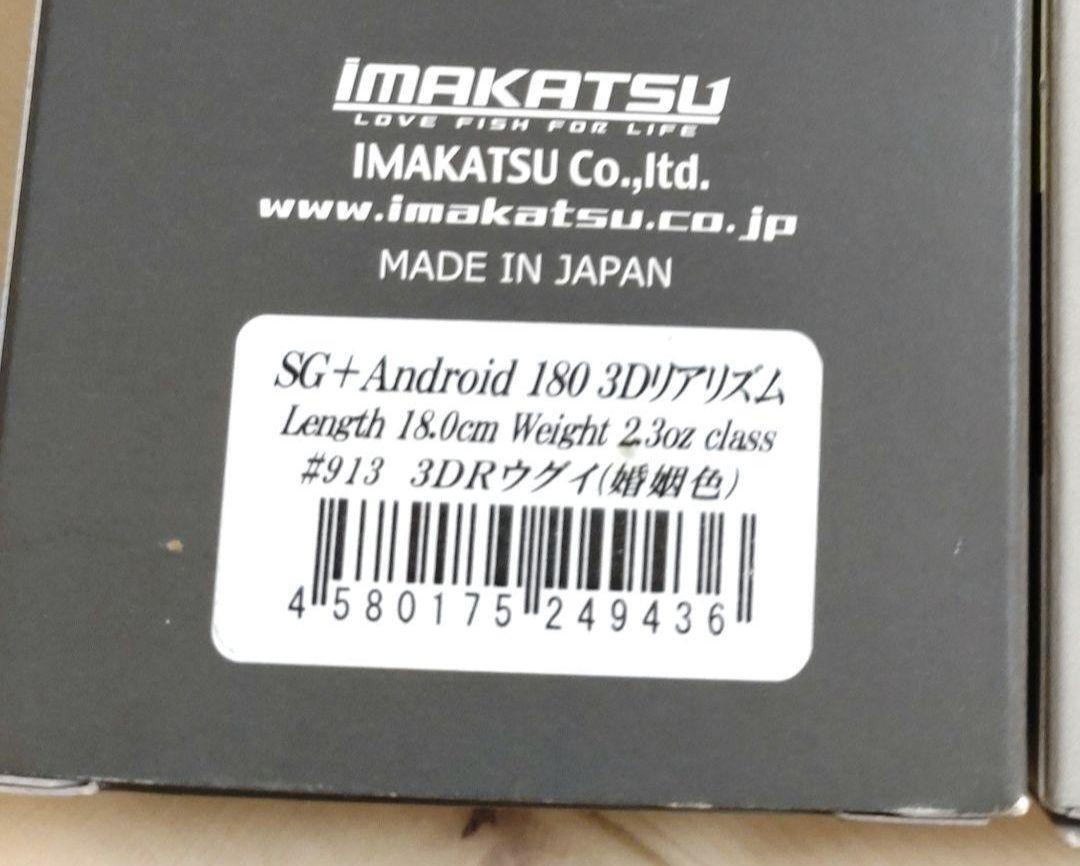 iMAKATSU
LOVE FISH FOR LIFE
IMAKATSU Co.,ltd.
www.imakatsu.co.jp
MADE IN JAPAN
SG+Android 180 3Dリアリズム
Length 18.0cm Weight 2.3oz class
#913 3DRウグイ(婚姻色)
4 580175 249436